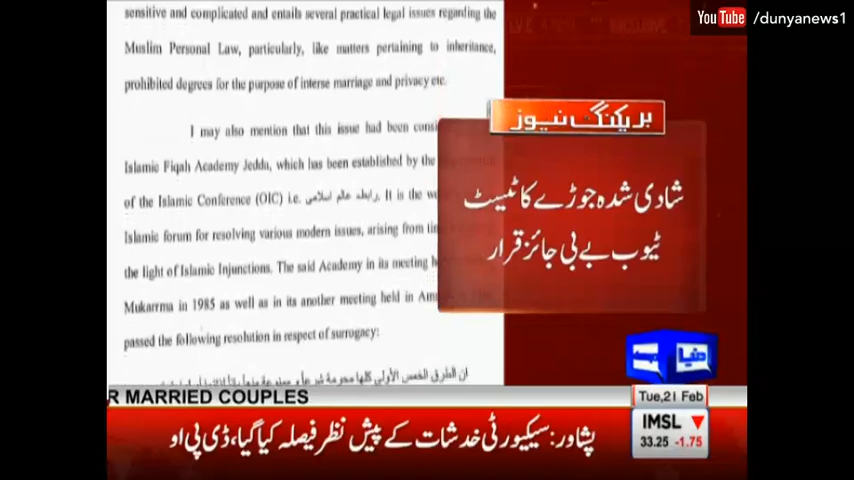 YouTube /dunyanews1
sensitive and complicated and entails several practical legal issues regarding the
Muslim Personal Law, particularly, like matters pertaining to inheritance,
prohibited degrees for the purpose of interse marriage and privacy etc.
I may also mention that this issue had been
Islamic Fiqah Academy Jedda, which has been established by the
of the Islamic Conference (OIC) i.e. رابطہ عالم اسلامی. It is the
Islamic forum for resolving various modern issues, arising from
the light of Islamic Injunctions. The said Academy in its meeting
Mukarrma in 1985 as well as in its another meeting held in
passed the following resolution in respect of surrogacy:
ان الطرق الخمس الأولى كلها محرمة
بریکنگ نیوز
شادی شدہ جوڑے کا ٹیسٹ
ٹیوب بے بی جائز قرار
دنیا
R MARRIED COUPLES
Tue,21 Feb
پشاور:سیکیورٹی خدشات کے پیش نظر فیصلہ کیا گیا،ڈی پی او
IMSL
33.25 -1.75